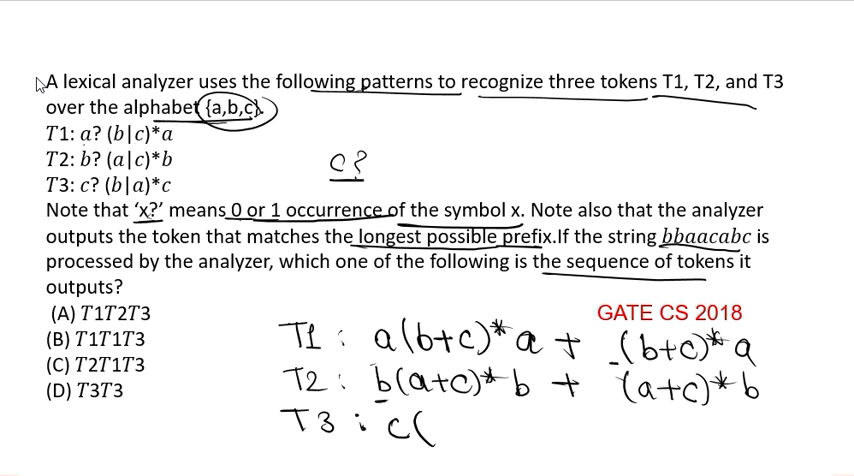 A lexical analyzer uses the following patterns to recognize three tokens T1, T2, and T3
over the alphabet {a,b,c}.
T1: a? (b|c)*a
T2: b? (a|c)*b
T3: c? (b|a)*c
c?
Note that ‘x?’ means 0 or 1 occurrence of the symbol x. Note also that the analyzer
outputs the token that matches the longest possible prefix.If the string bbaacabc is
processed by the analyzer, which one of the following is the sequence of tokens it
outputs?
(A) T1T2T3
(B) T1T1T3
(C) T2T1T3
(D) T3T3
GATE CS 2018
T1 : a(b+c)* a + (b+c)* a
T2 : b(a+c)* b + (a+c)* b
T3 : c(